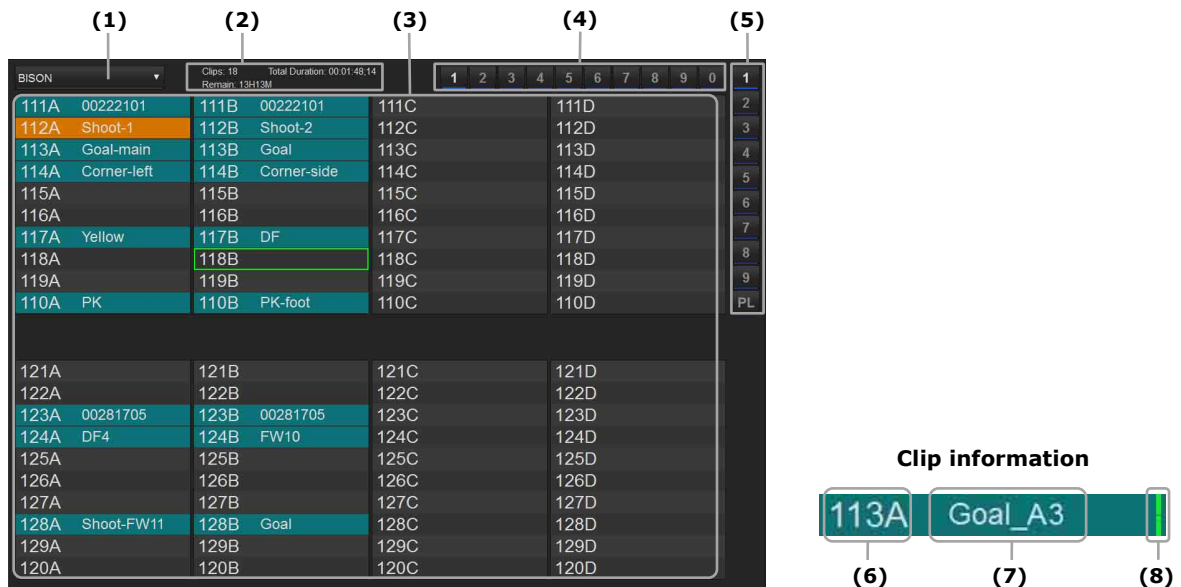 (1) (2) (3) (4) (5)
BISON ▼ Clips: 18 Total Duration: 00:01:48;14 1 2 3 4 5 6 7 8 9 0 1
Remain: 13H13M
111A 00222101 111B 00222101 111C 111D 2
112A Shoot-1 112B Shoot-2 112C 112D 3
113A Goal-main 113B Goal 113C 113D 4
114A Corner-left 114B Corner-side 114C 114D 5
115A 115B 115C 115D
116A 116B 116C 116D 6
117A Yellow 117B DF 117C 117D 7
118A 118B 118C 118D 8
119A 119B 119C 119D 9
110A PK 110B PK-foot 110C 110D PL
121A 121B 121C 121D
122A 122B 122C 122D
123A 00281705 123B 00281705 123C 123D
124A DF4 124B FW10 124C 124D
125A 125B 125C 125D
126A 126B 126C 126D
127A 127B 127C 127D
128A Shoot-FW11 128B Goal 128C 128D
129A 129B 129C 129D
120A 120B 120C 120D
Clip information
113A Goal_A3
(6) (7) (8)